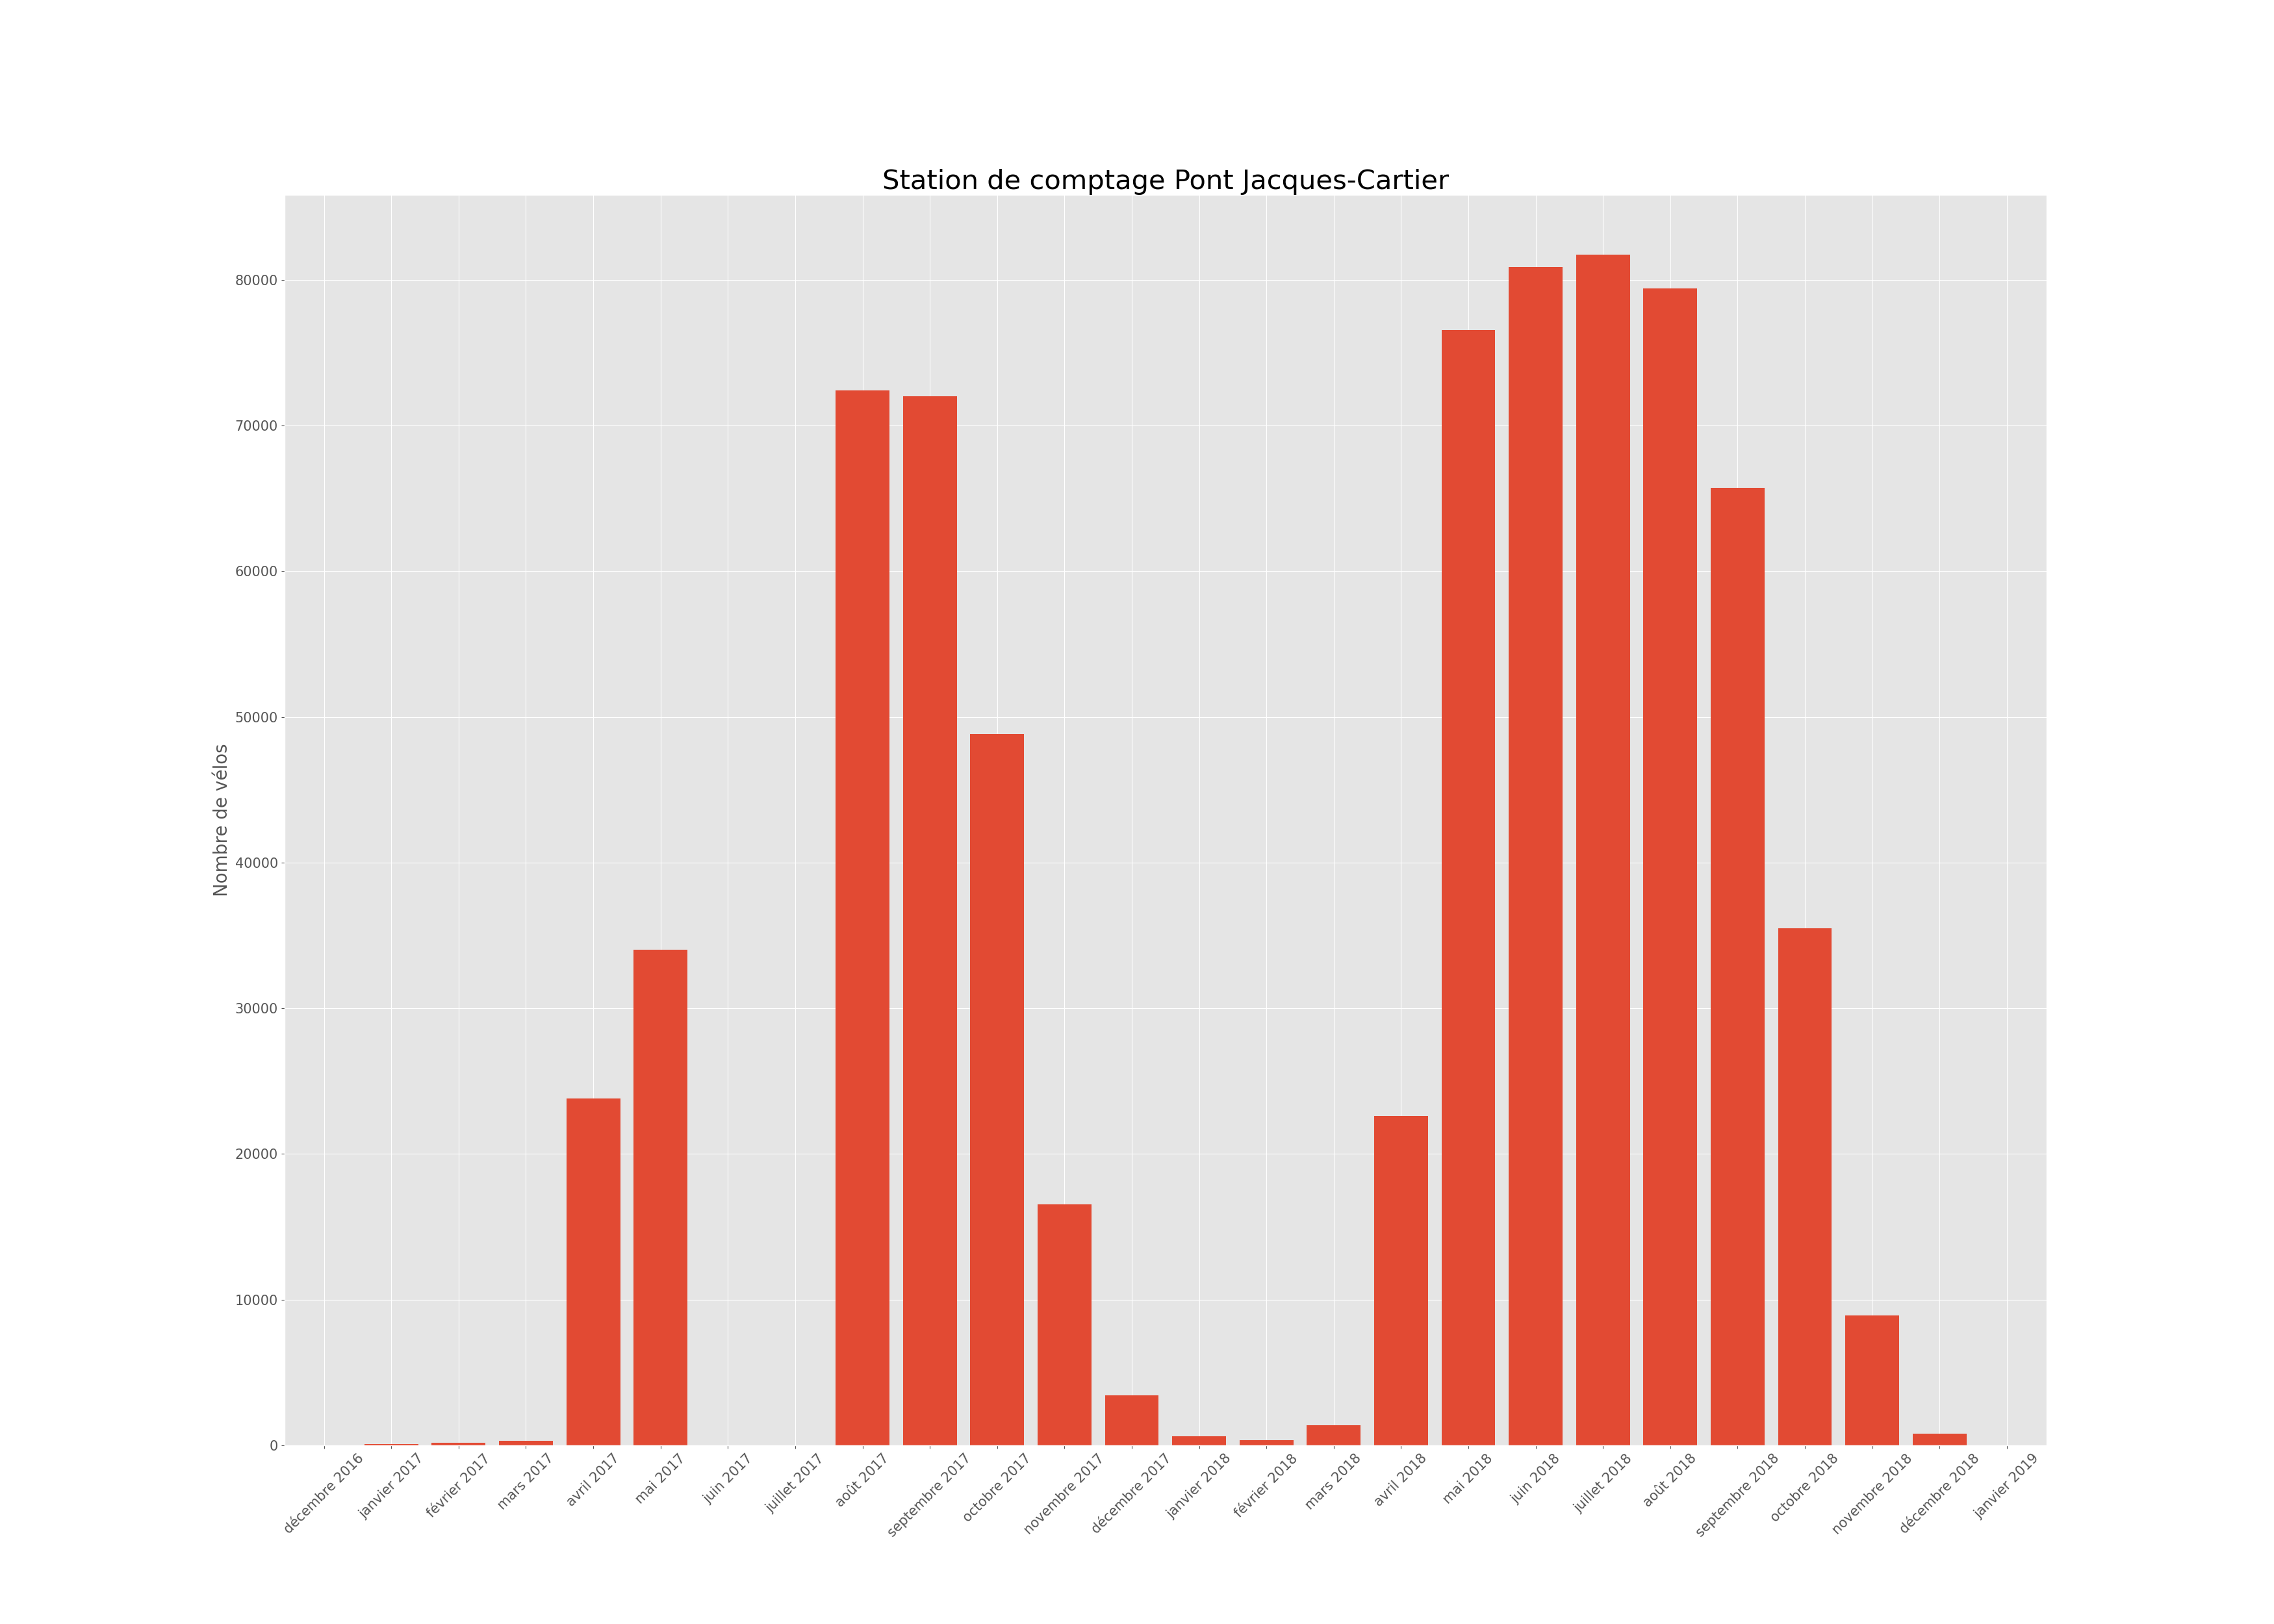 Station de comptage Pont Jacques-Cartier
Nombre de vélos
80000
70000
60000
50000
40000
30000
20000
10000
0
décembre 2016
janvier 2017
février 2017
mars 2017
avril 2017
mai 2017
juin 2017
juillet 2017
août 2017
septembre 2017
octobre 2017
novembre 2017
décembre 2017
janvier 2018
février 2018
mars 2018
avril 2018
mai 2018
juin 2018
juillet 2018
août 2018
septembre 2018
octobre 2018
novembre 2018
décembre 2018
janvier 2019